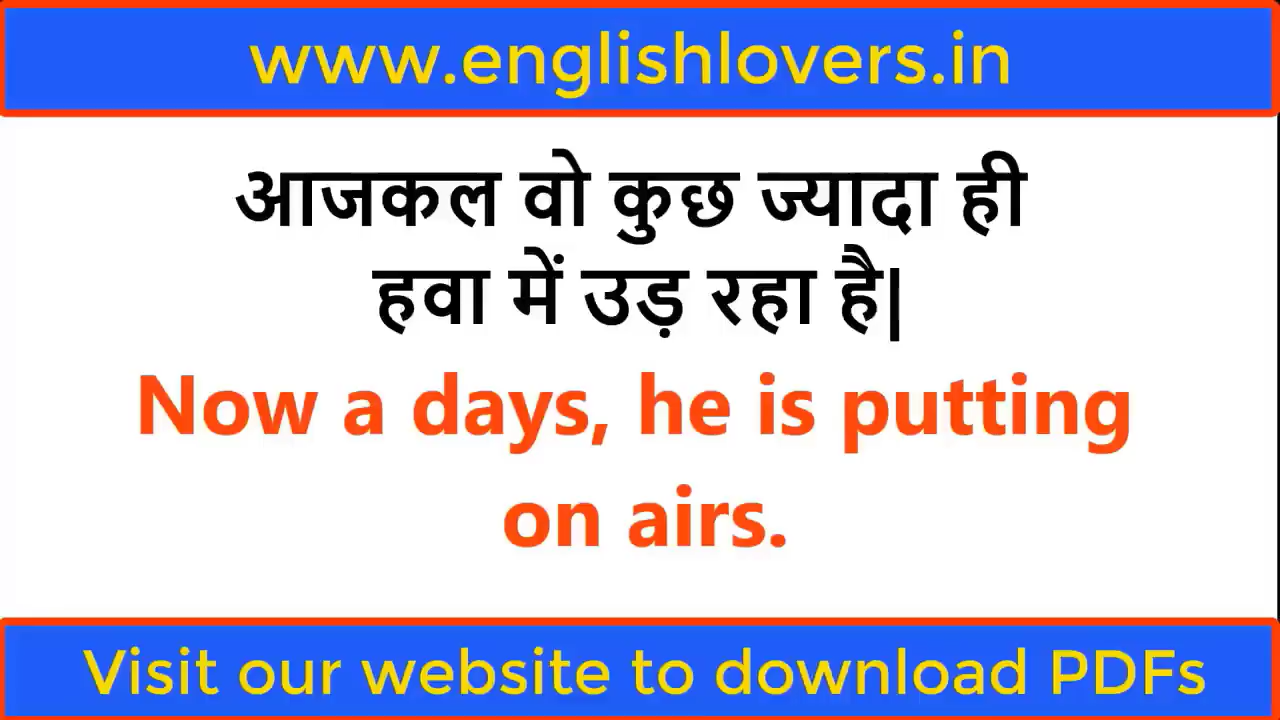 www.englishlovers.in
आजकल वो कुछ ज्यादा ही
हवा में उड़ रहा है|
Now a days, he is putting
on airs.
Visit our website to download PDFs